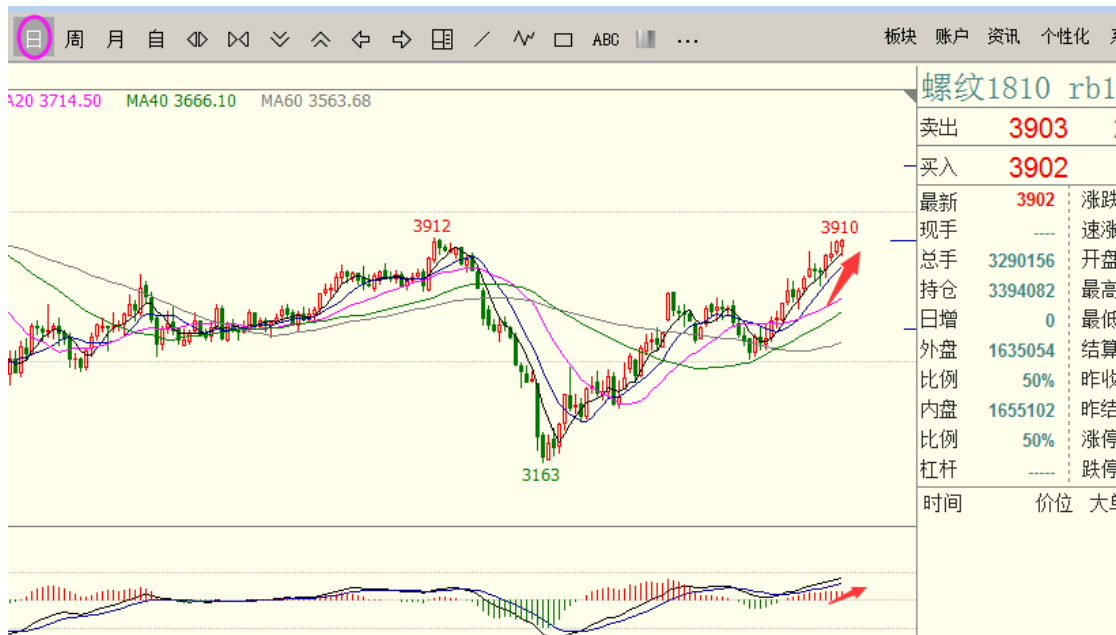 日 周 月 自 ABC ... 板块 账户 资讯 个性化
A20 3714.50 MA40 3666.10 MA60 3563.68
螺纹1810 rb1
卖出 3903
买入 3902
最新 3902 涨跌
现手 ---- 速涨
总手 3290156 开盘
持仓 3394082 最高
日增 0 最低
外盘 1635054 结算
比例 50% 昨收
内盘 1655102 昨结
比例 50% 涨停
杠杆 ----- 跌停
时间 价位 大单
3912
3910
3163